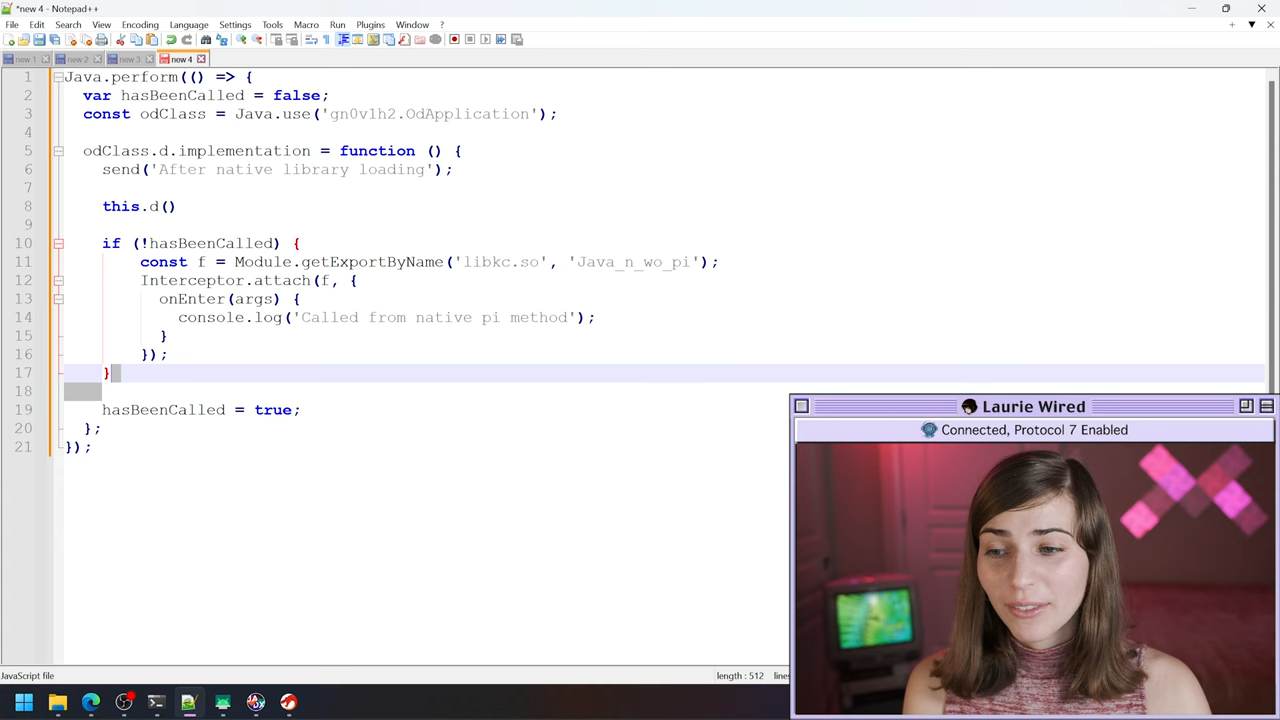 *new 4 - Notepad++
File Edit Search View Encoding Language Settings Tools Macro Run Plugins Window ?
new 1 new 2 new 3 new 4
1 Java.perform(() => {
2 var hasBeenCalled = false;
3 const odClass = Java.use('gn0v1h2.OdApplication');
4
5 odClass.d.implementation = function () {
6 send('After native library loading');
7
8 this.d()
9
10 if (!hasBeenCalled) {
11 const f = Module.getExportByName('libkc.so', 'Java_n_wo_pi');
12 Interceptor.attach(f, {
13 onEnter(args) {
14 console.log('Called from native pi method');
15 }
16 });
17 }
18
19 hasBeenCalled = true;
20 };
21 });
Laurie Wired
Connected, Protocol 7 Enabled
JavaScript file length : 512 lines